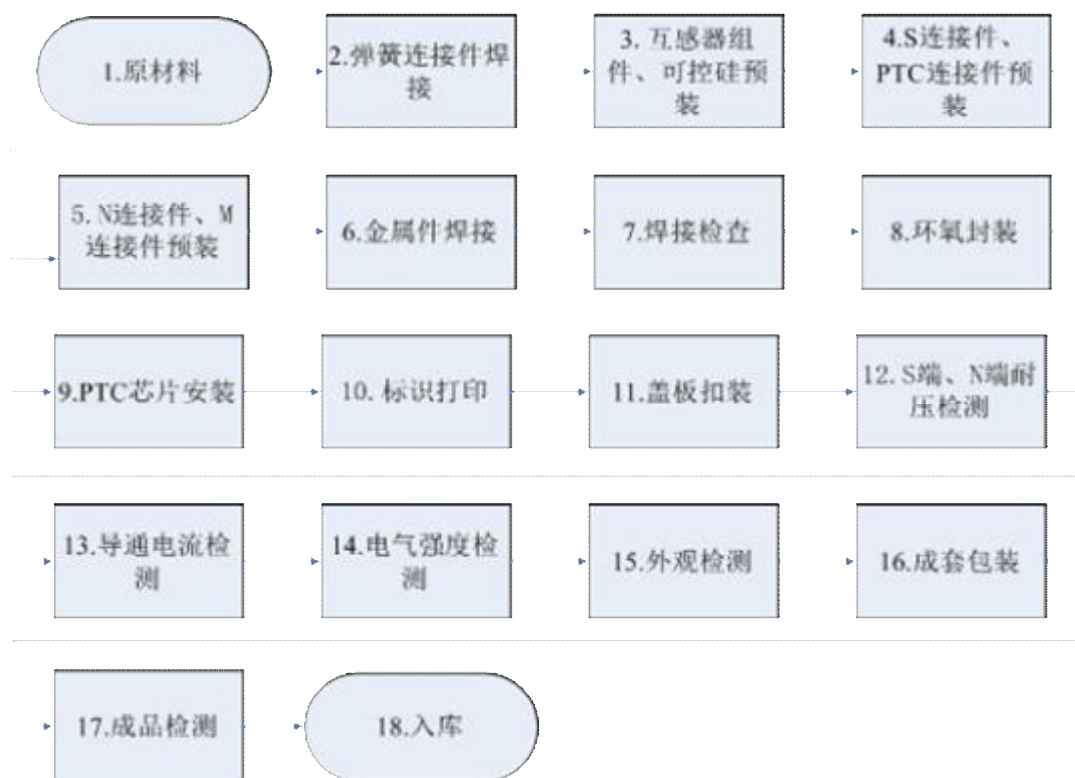 1.原材料
2.弹簧连接件焊
接
3. 互感器组
件、可控硅预
装
4.S连接件、
PTC连接件预
装
5. N连接件、M
连接件预装
6.金属件焊接
7.焊接检查
8.环氧封装
9.PTC芯片安装
10. 标识打印
11.盖板扣装
12. S端、N端耐
压检测
13.导通电流检
测
14.电气强度检
测
15.外观检测
16.成套包装
17.成品检测
18.入库